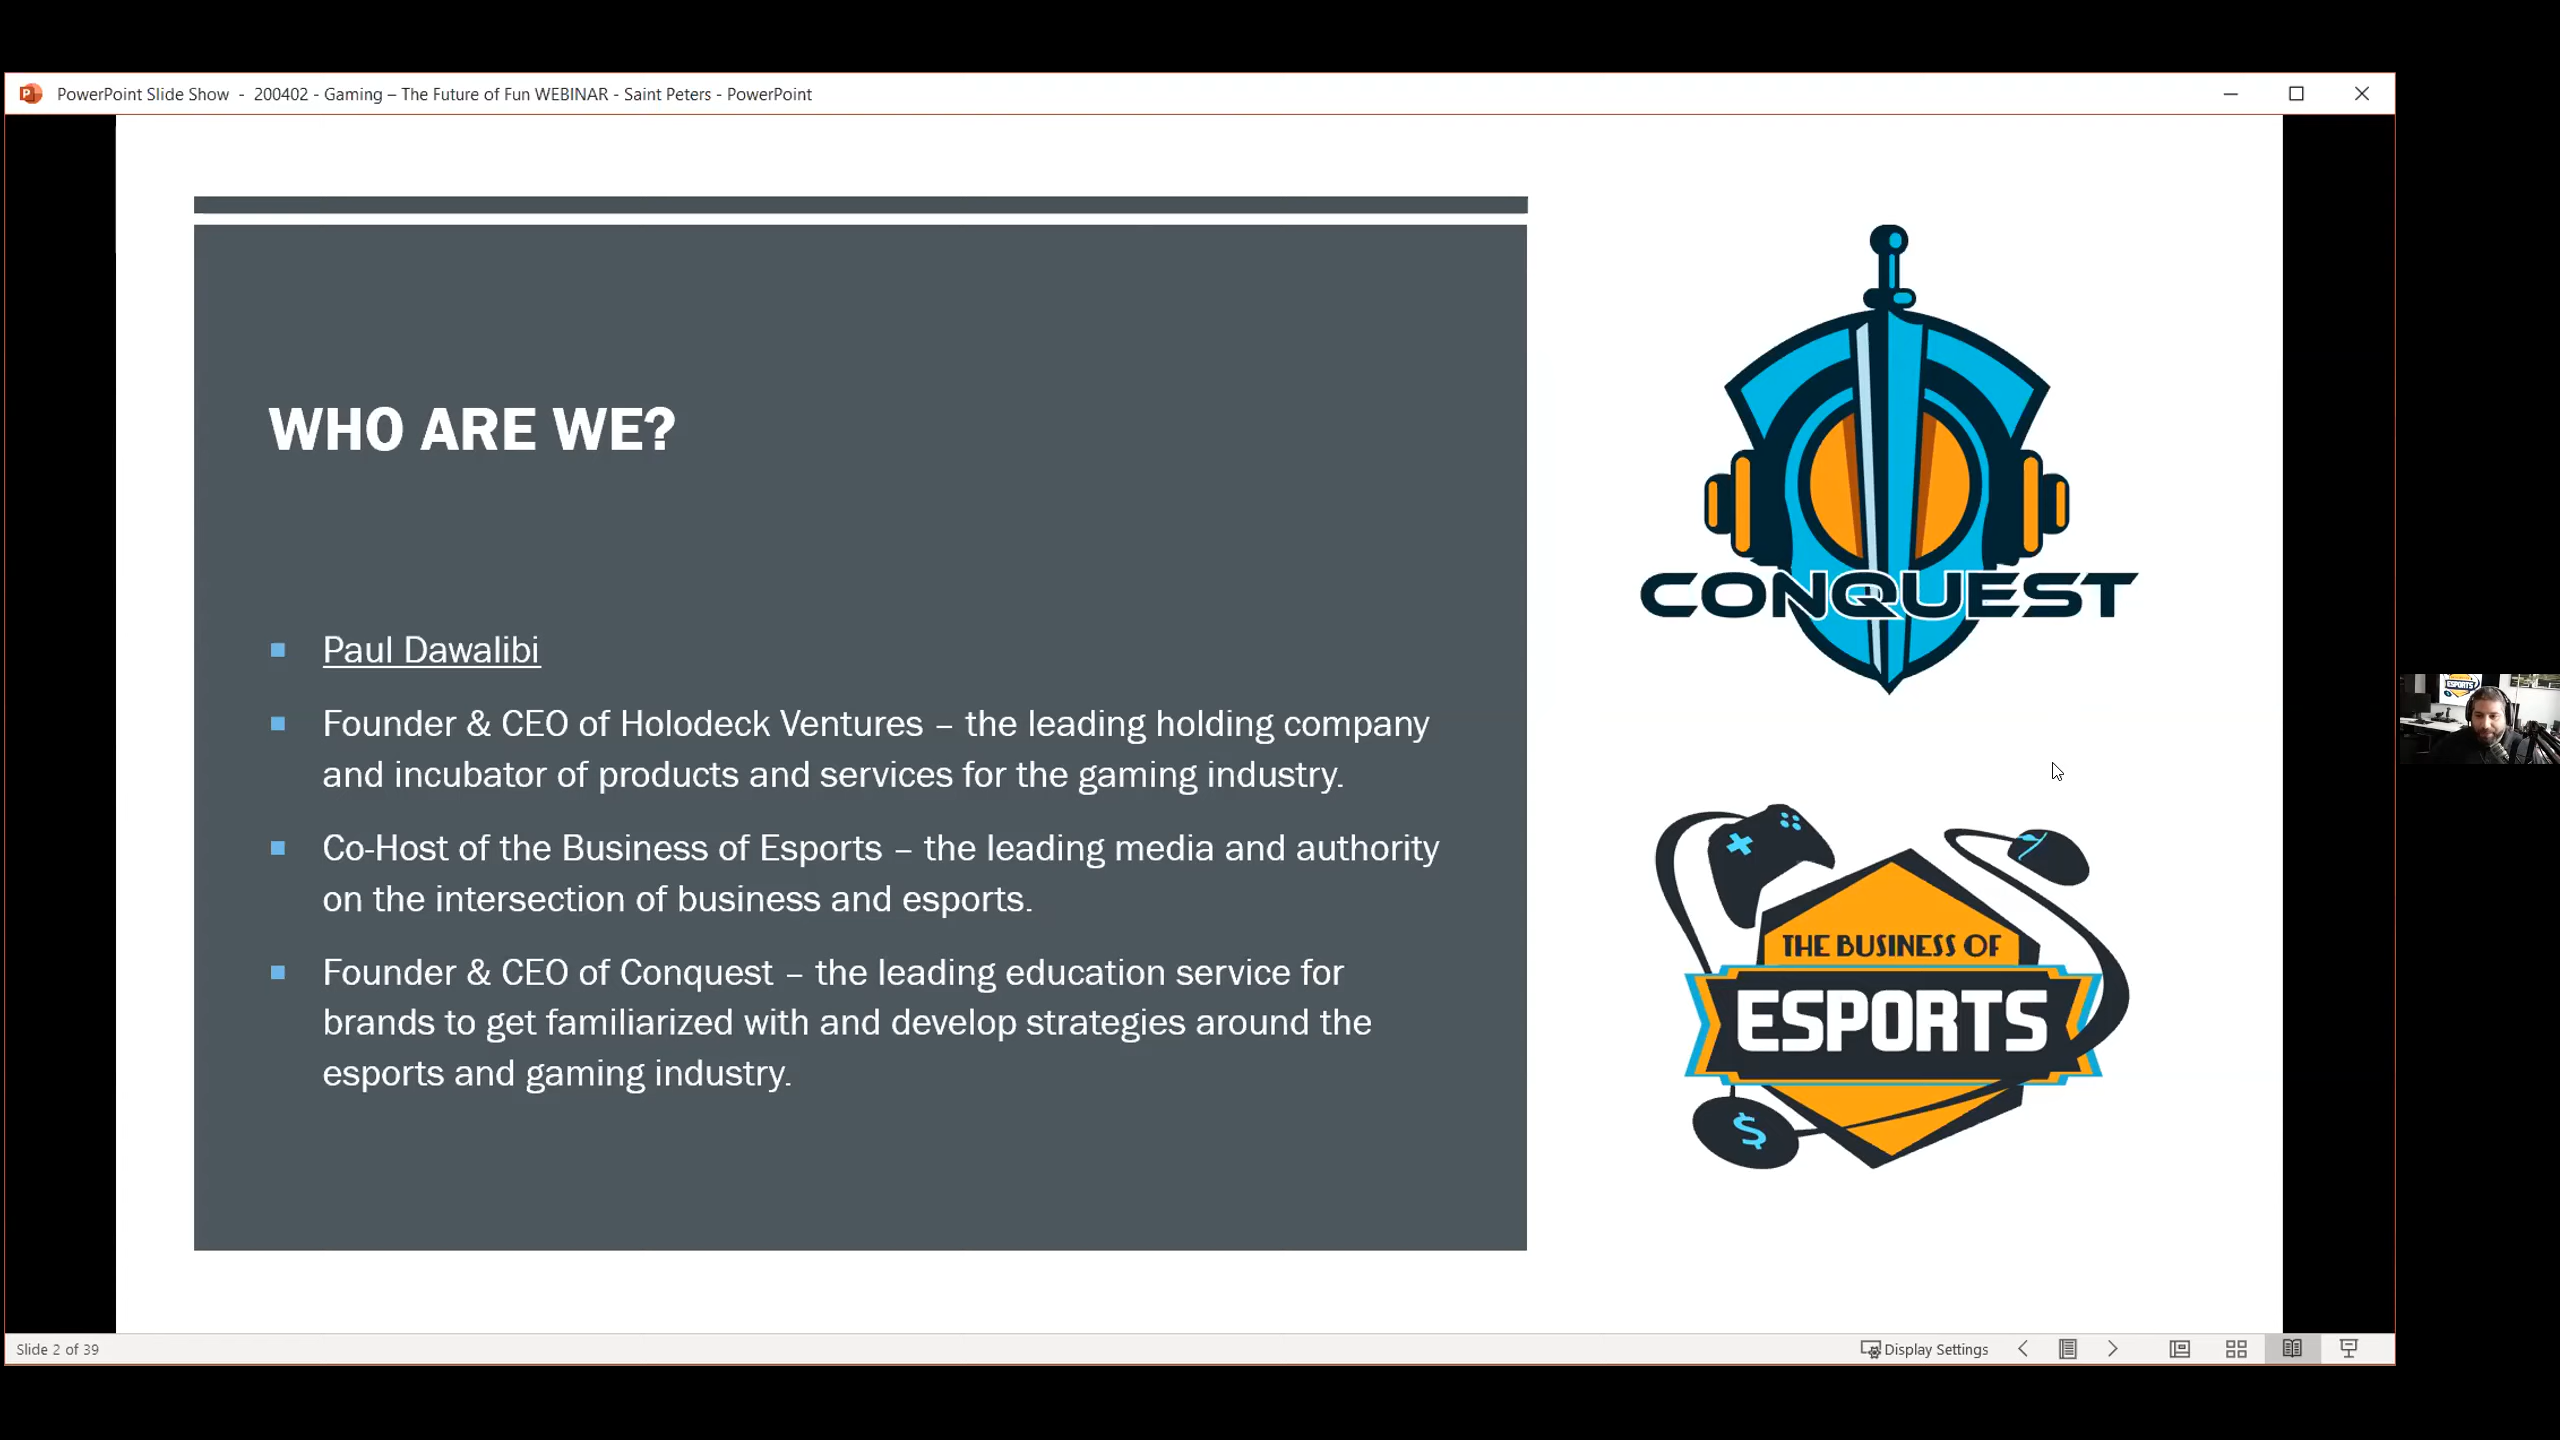 PowerPoint Slide Show - 200402 - Gaming – The Future of Fun WEBINAR - Saint Peters - PowerPoint
WHO ARE WE?
Paul Dawalibi
Founder & CEO of Holodeck Ventures – the leading holding company
and incubator of products and services for the gaming industry.
Co-Host of the Business of Esports – the leading media and authority
on the intersection of business and esports.
Founder & CEO of Conquest – the leading education service for
brands to get familiarized with and develop strategies around the
esports and gaming industry.
CONQUEST
THE BUSINESS OF
ESPORTS
$
ESPORTS
Slide 2 of 39
Display Settings